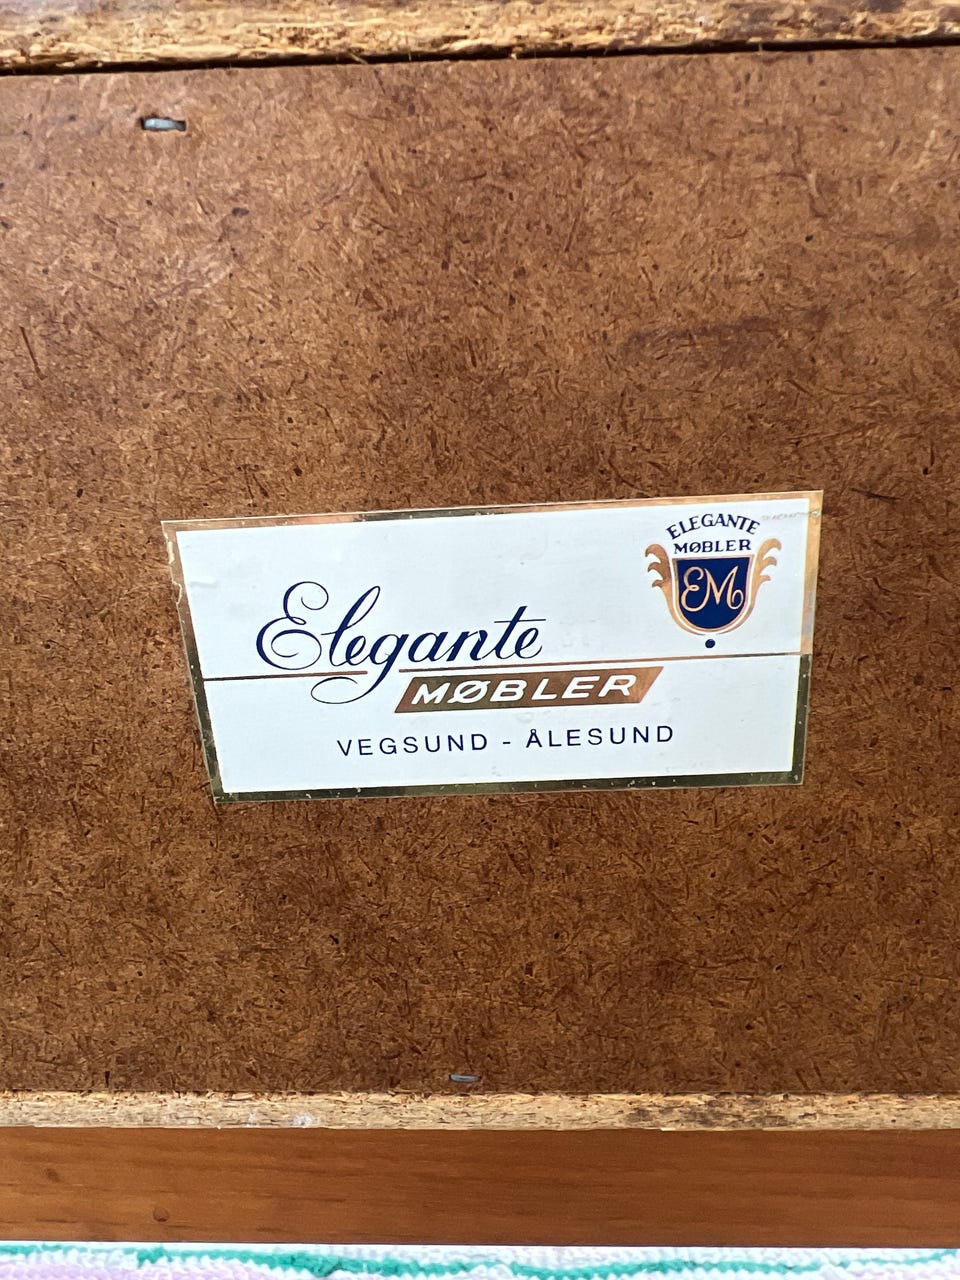 ELEGANTE
MØBLER
EM
Elegante
MØBLER
VEGSUND - ÅLESUND